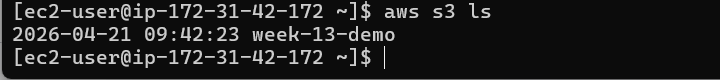 [ec2-user@ip-172-31-42-172 ~]$ aws s3 ls
2026-04-21 09:42:23 week-13-demo
[ec2-user@ip-172-31-42-172 ~]$